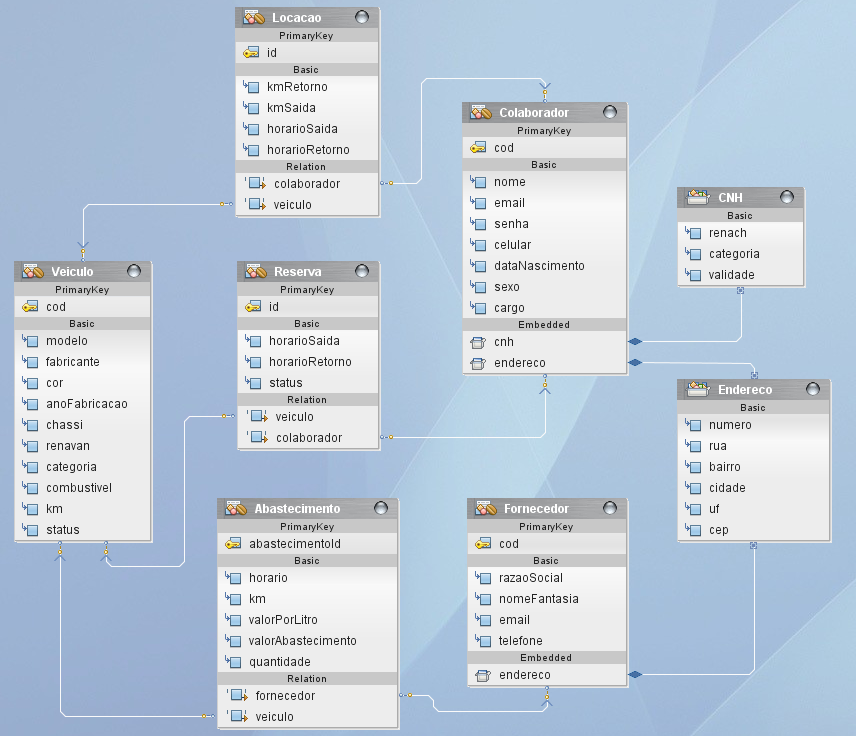 Locacao
PrimaryKey
id
Basic
kmRetorno
kmSaida
horarioSaida
horarioRetorno
Relation
colaborador
veiculo
Colaborador
PrimaryKey
cod
Basic
nome
email
senha
celular
dataNascimento
sexo
cargo
Embedded
cnh
endereco
CNH
Basic
renach
categoria
validade
Veiculo
PrimaryKey
cod
Basic
modelo
fabricante
cor
anoFabricacao
chassi
renavan
categoria
combustivel
km
status
Reserva
PrimaryKey
id
Basic
horarioSaida
horarioRetorno
status
Relation
veiculo
colaborador
Endereco
Basic
numero
rua
bairro
cidade
uf
cep
Abastecimento
PrimaryKey
abastecimentoId
Basic
horario
km
valorPorLitro
valorAbastecimento
quantidade
Relation
fornecedor
veiculo
Fornecedor
PrimaryKey
cod
Basic
razaoSocial
nomeFantasia
email
telefone
Embedded
endereco